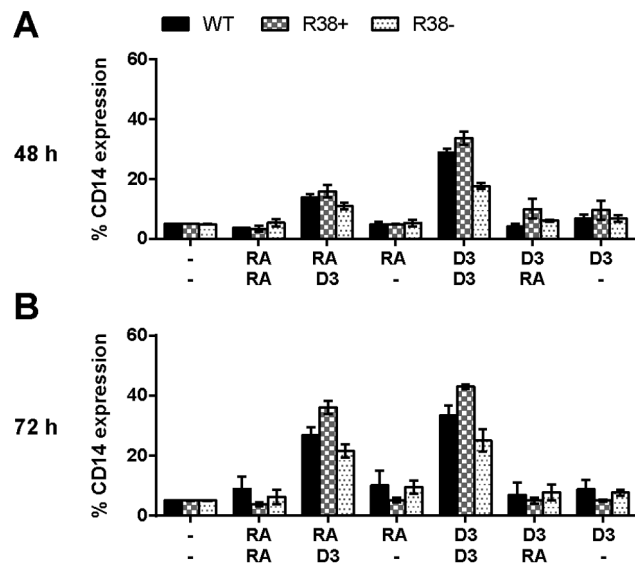 A
WT R38+ R38-
48 h
% CD14 expression
60
40
20
0
- RA RA RA D3 D3 D3
- RA D3 - D3 RA -
B
72 h
% CD14 expression
60
40
20
0
- RA RA RA D3 D3 D3
- RA D3 - D3 RA -